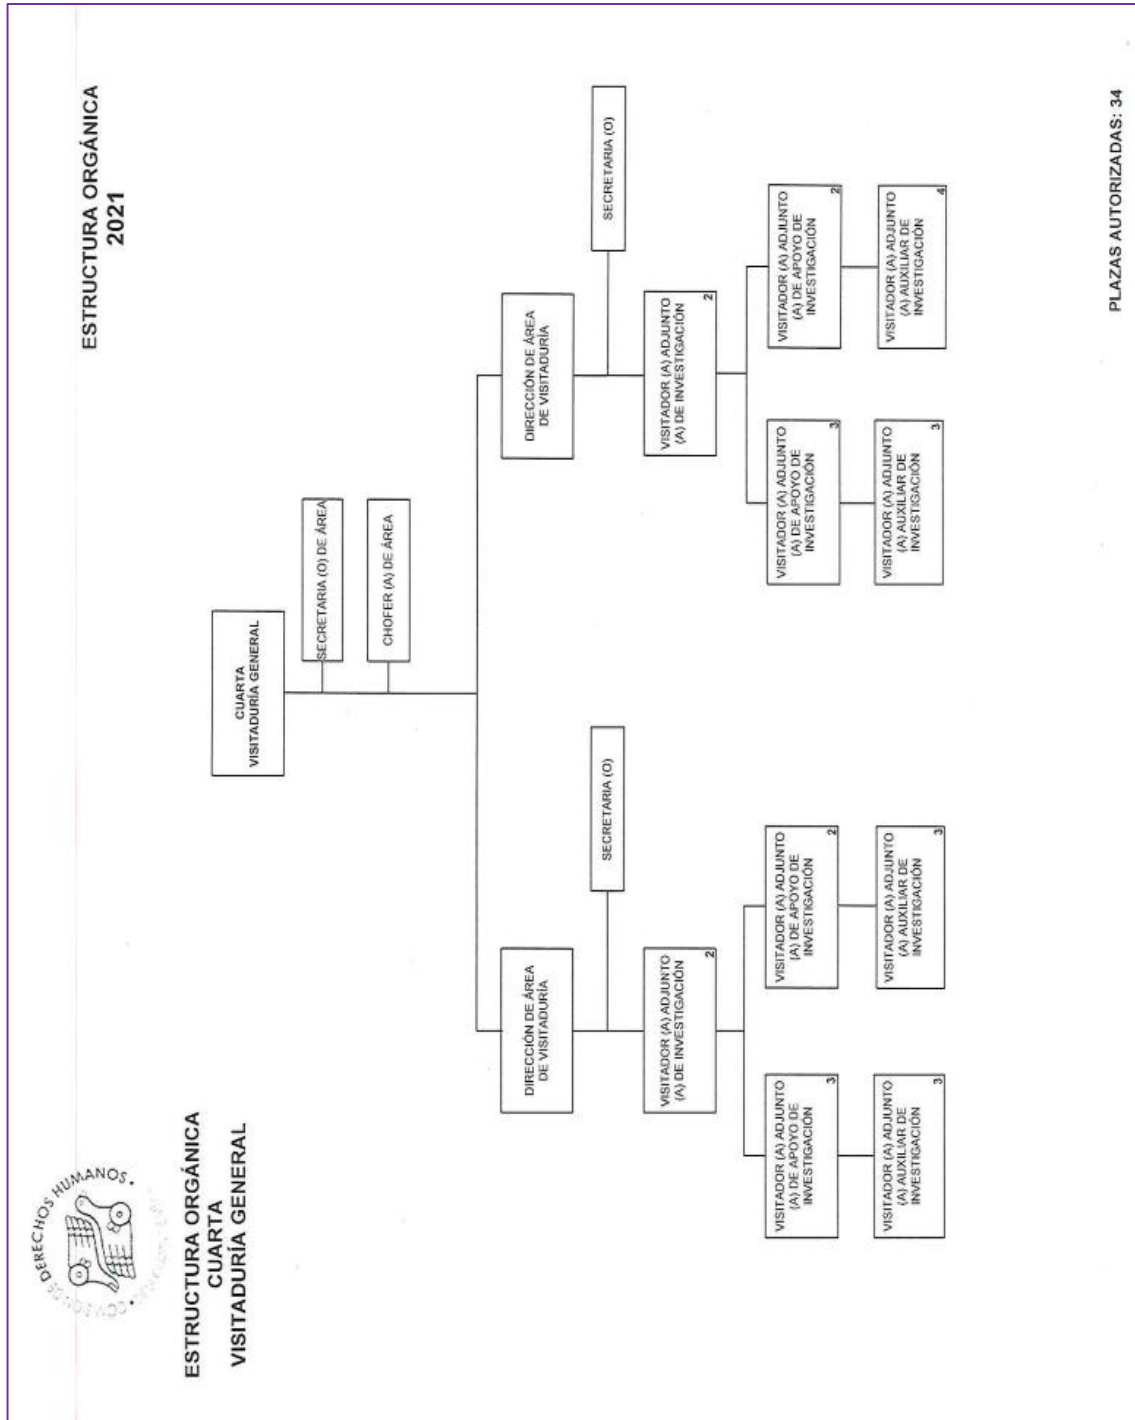 DERECHOS HUMANOS
ESTRUCTURA ORGÁNICA
CUARTA
VISITADURÍA GENERAL
ESTRUCTURA ORGÁNICA
2021
CUARTA
VISITADURÍA GENERAL
SECRETARIA (O) DE ÁREA
CHOFER (A) DE ÁREA
DIRECCIÓN DE ÁREA
DE VISITADURÍA
DIRECCIÓN DE ÁREA
DE VISITADURÍA
SECRETARIA (O)
SECRETARIA (O)
VISITADOR (A) ADJUNTO
(A) DE INVESTIGACIÓN
2
VISITADOR (A) ADJUNTO
(A) DE INVESTIGACIÓN
2
VISITADOR (A) ADJUNTO
(A) DE APOYO DE
INVESTIGACIÓN
3
VISITADOR (A) ADJUNTO
(A) DE APOYO DE
INVESTIGACIÓN
2
VISITADOR (A) ADJUNTO
(A) DE APOYO DE
INVESTIGACIÓN
3
VISITADOR (A) ADJUNTO
(A) DE APOYO DE
INVESTIGACIÓN
2
VISITADOR (A) ADJUNTO
(A) AUXILIAR DE
INVESTIGACIÓN
3
VISITADOR (A) ADJUNTO
(A) AUXILIAR DE
INVESTIGACIÓN
3
VISITADOR (A) ADJUNTO
(A) AUXILIAR DE
INVESTIGACIÓN
3
VISITADOR (A) ADJUNTO
(A) AUXILIAR DE
INVESTIGACIÓN
4
PLAZAS AUTORIZADAS: 34